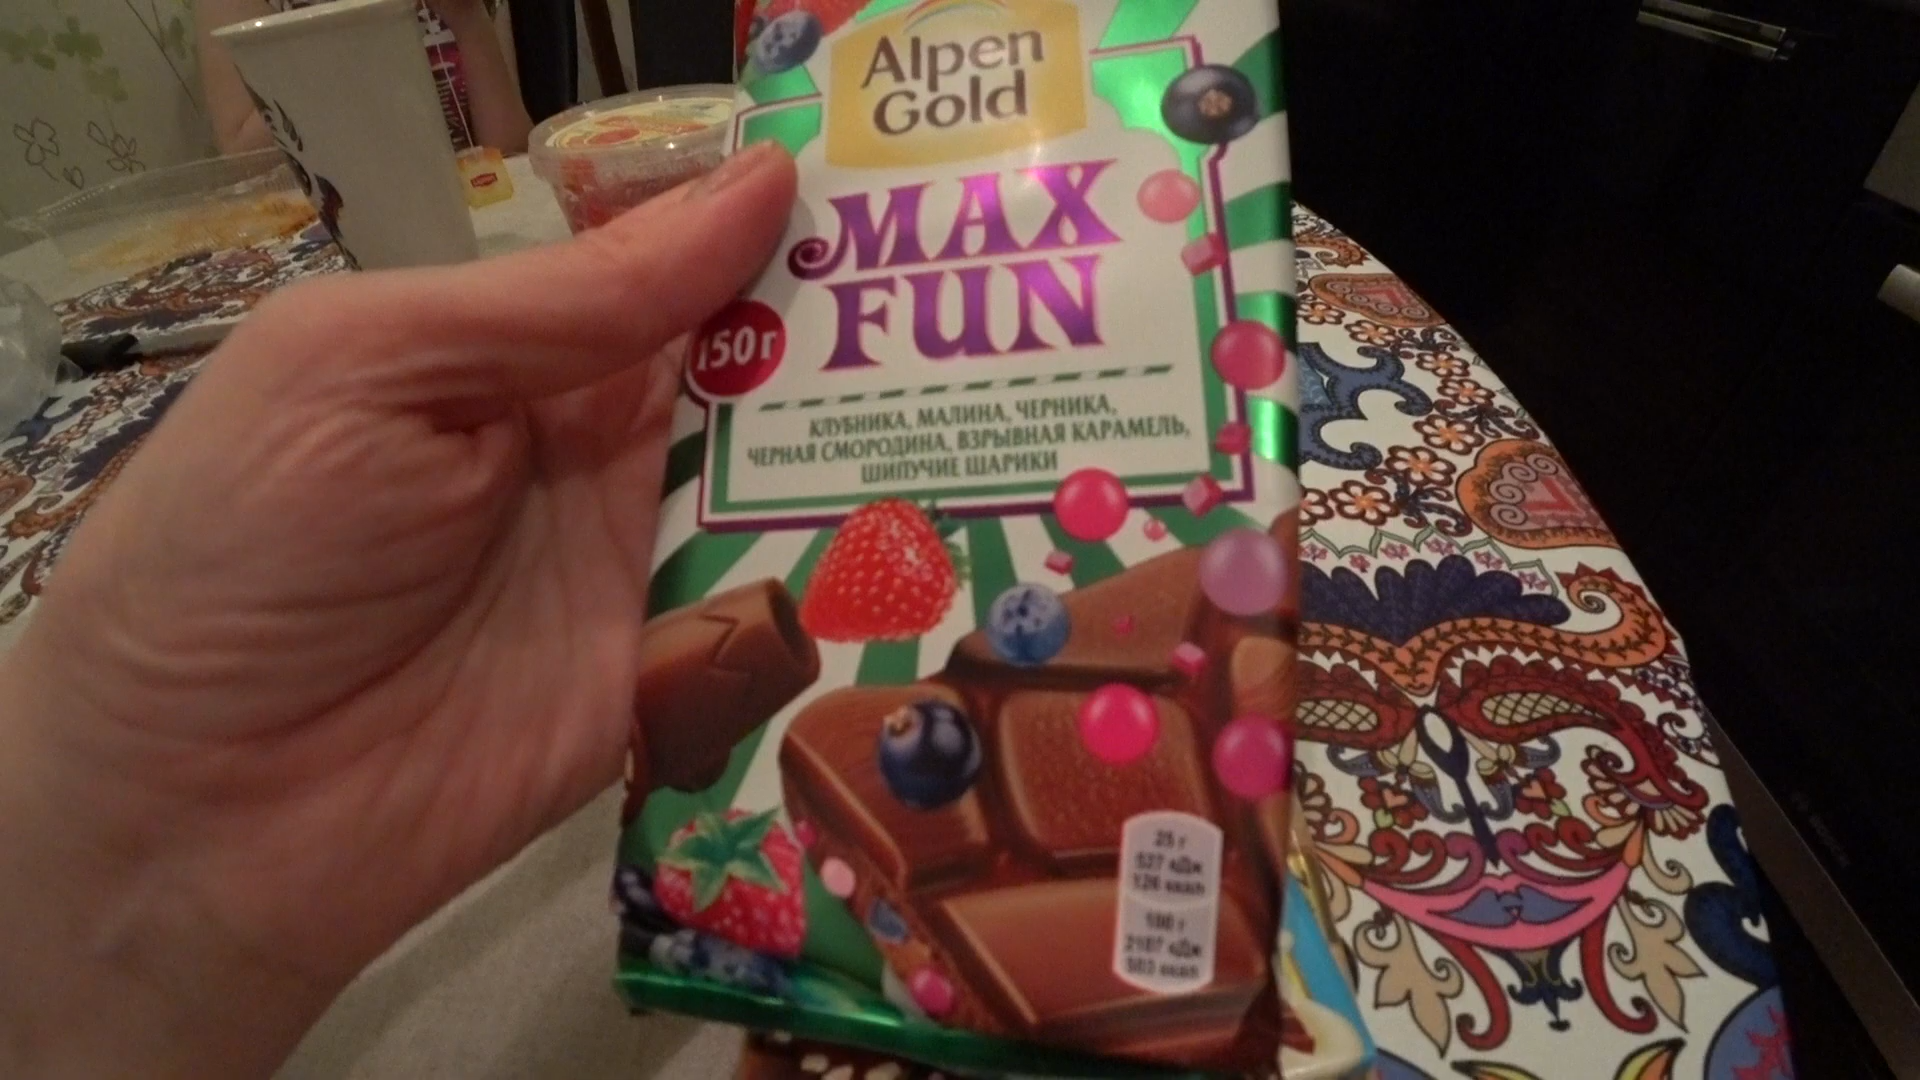 Alpen
Gold
MAX
FUN
150 г
КЛУБНИКА, МАЛИНА, ЧЕРНИКА,
ЧЕРНАЯ СМОРОДИНА, ВЗРЫВНАЯ КАРАМЕЛЬ,
ШИПУЧИЕ ШАРИКИ
25 г
527 кДж
126 ккал
100 г
2107 кДж
503 ккал